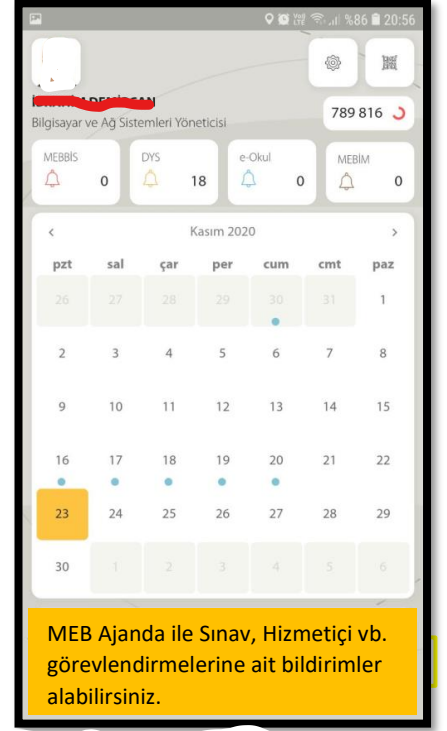 %86 20:56
Bilgisayar ve Ağ Sistemleri Yöneticisi
789 816
MEBBİS DYS e-Okul MEBİM
0 18 0 0
< Kasım 2020 >
pzt sal çar per cum cmt paz
26 27 28 29 30 31 1
2 3 4 5 6 7 8
9 10 11 12 13 14 15
16 17 18 19 20 21 22
23 24 25 26 27 28 29
30 1 2 3 4 5 6
MEB Ajanda ile Sınav, Hizmetiçi vb.
görevlendirmelerine ait bildirimler
alabilirsiniz.